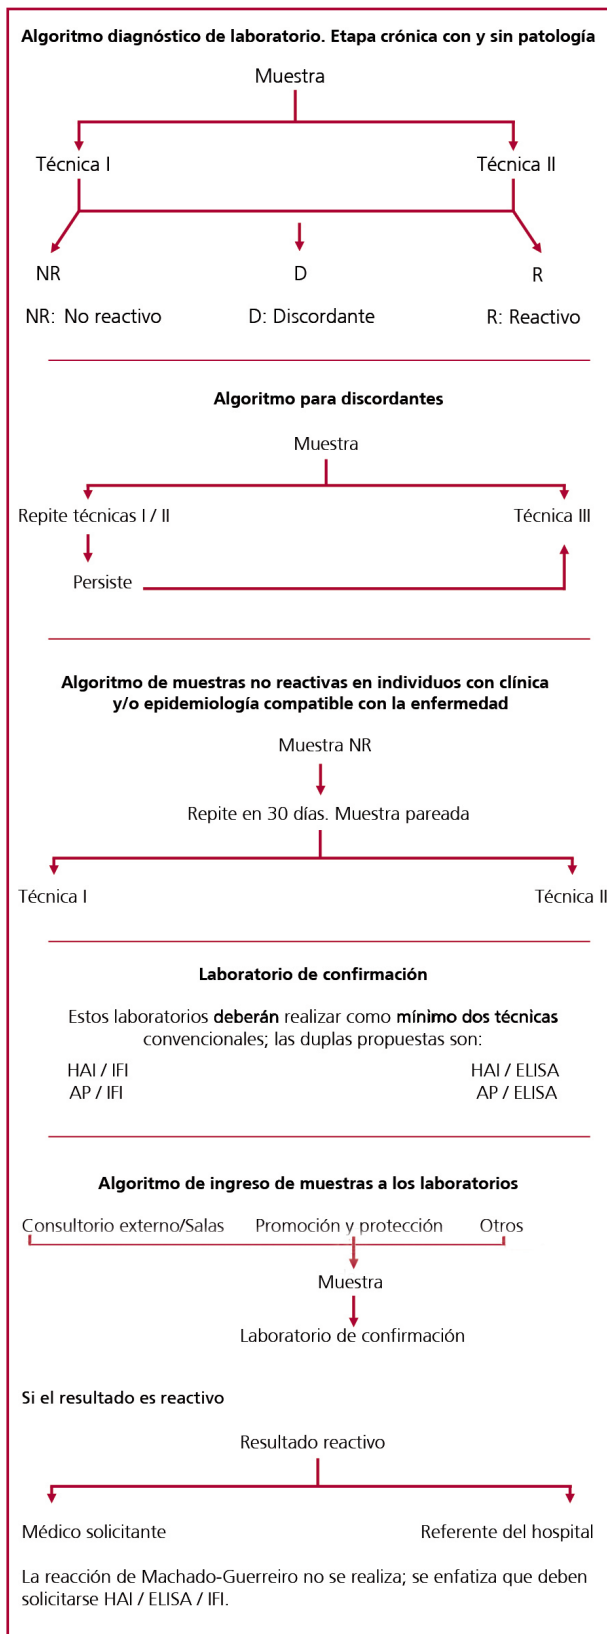 Algoritmo diagnóstico de laboratorio. Etapa crónica con y sin patología
Muestra
Técnica I
Técnica II
NR
D
R
NR: No reactivo
D: Discordante
R: Reactivo
Algoritmo para discordantes
Muestra
Repite técnicas I / II
Técnica III
Persiste
Algoritmo de muestras no reactivas en individuos con clínica
y/o epidemiología compatible con la enfermedad
Muestra NR
Repite en 30 días. Muestra pareada
Técnica I
Técnica II
Laboratorio de confirmación
Estos laboratorios deberán realizar como mínimo dos técnicas
convencionales; las duplas propuestas son:
HAI / IFI
HAI / ELISA
AP / IFI
AP / ELISA
Algoritmo de ingreso de muestras a los laboratorios
Consultorio externo/Salas
Promoción y protección
Otros
Muestra
Laboratorio de confirmación
Si el resultado es reactivo
Resultado reactivo
Médico solicitante
Referente del hospital
La reacción de Machado-Guerreiro no se realiza; se enfatiza que deben
solicitarse HAI / ELISA / IFI.